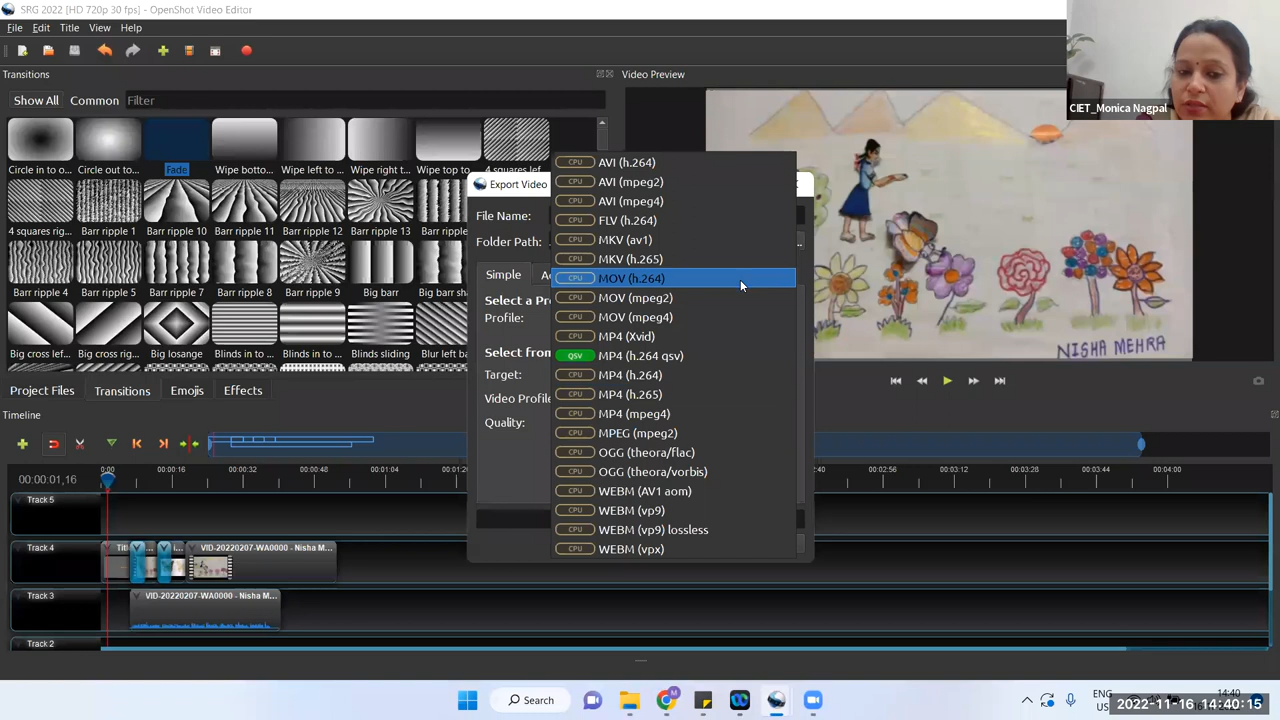 SRG 2022 [HD 720p 30 fps] - OpenShot Video Editor
File Edit Title View Help
Transitions
Video Preview
Show All Common Filter
CIET_Monica Nagpal
Circle in to o... Circle out to... Fade Wipe bottom... Wipe left to ... Wipe right t... Wipe top to... 4 squares lef...
4 squares rig... Barr ripple 1 Barr ripple 10 Barr ripple 11 Barr ripple 12 Barr ripple 13
Barr ripple 4 Barr ripple 5 Barr ripple 6 Barr ripple 7 Barr ripple 8 Barr ripple 9 Big barr Big barr sh
Big cross lef... Big cross rig... Big losange Blinds in to... Blinds in to... Blinds sliding Blur left
Export Video
File Name:
Folder Path:
Simple
Select a Pr
Profile:
Select from
Target:
Video Profile
Quality:
CPU AVI (h.264)
CPU AVI (mpeg2)
CPU AVI (mpeg4)
CPU FLV (h.264)
CPU MKV (av1)
CPU MKV (h.265)
CPU MOV (h.264)
CPU MOV (mpeg2)
CPU MOV (mpeg4)
CPU MP4 (Xvid)
QSV MP4 (h.264 qsv)
CPU MP4 (h.264)
CPU MP4 (h.265)
CPU MP4 (mpeg4)
CPU MPEG (mpeg2)
CPU OGG (theora/flac)
CPU OGG (theora/vorbis)
CPU WEBM (AV1 aom)
CPU WEBM (vp9)
CPU WEBM (vp9) lossless
CPU WEBM (vpx)
NISHA MEHRA
Project Files Transitions Emojis Effects
Timeline
00:00:01,16
0:00 00:00:16 00:00:32 00:00:48 00:01:04 00:01:2 2:40 00:02:56 00:03:12 00:03:28 00:03:44 00:04:00
Track 5
Track 4
Titl ... i... VID-20220207-WA0000 - Nisha M...
Track 3
VID-20220207-WA0000 - Nisha M...
Track 2
Search
ENG
US
14:40
2022-11-16 14:40:15